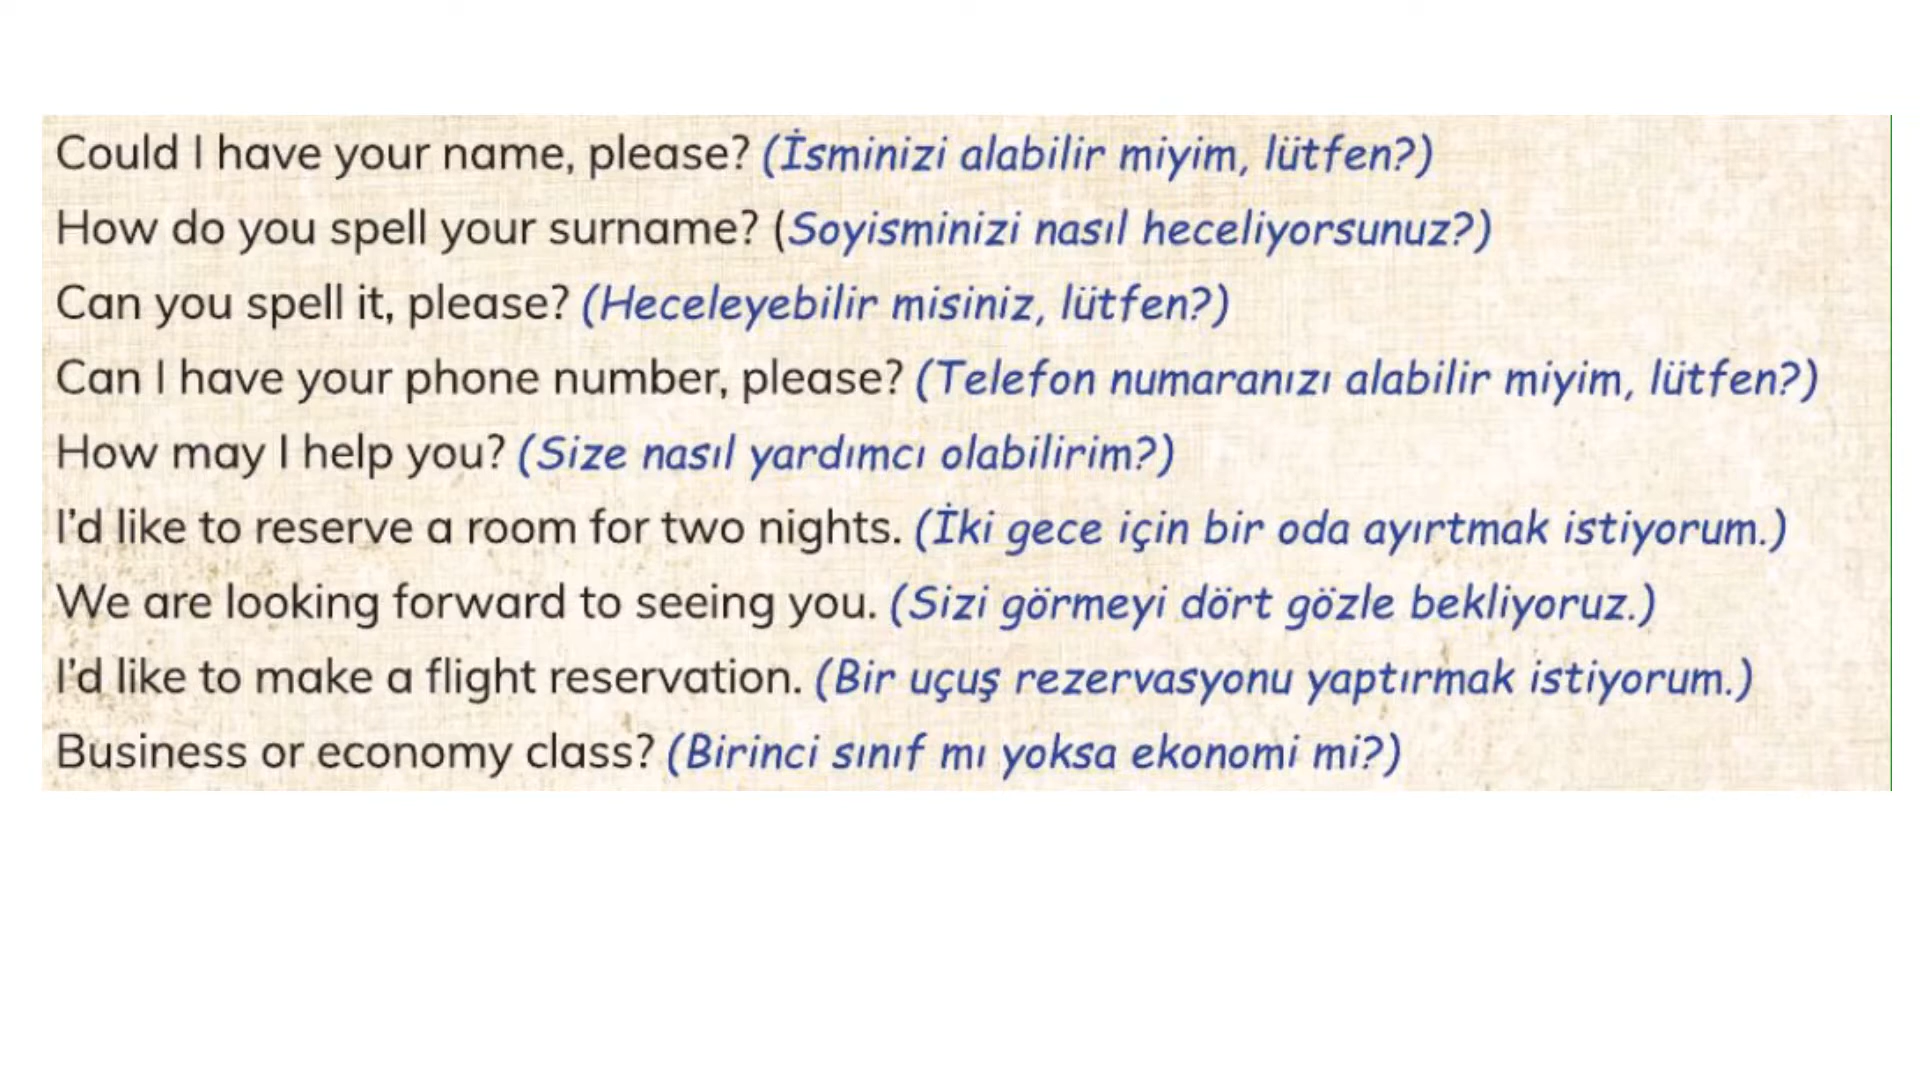 Could I have your name, please? (İsminizi alabilir miyim, lütfen?)
How do you spell your surname? (Soyisminizi nasıl heceliyorsunuz?)
Can you spell it, please? (Heceleyebilir misiniz, lütfen?)
Can I have your phone number, please? (Telefon numaranızı alabilir miyim, lütfen?)
How may I help you? (Size nasıl yardımcı olabilirim?)
I'd like to reserve a room for two nights. (İki gece için bir oda ayırtmak istiyorum.)
We are looking forward to seeing you. (Sizi görmeyi dört gözle bekliyoruz.)
I'd like to make a flight reservation. (Bir uçuş rezervasyonu yaptırmak istiyorum.)
Business or economy class? (Birinci sınıf mı yoksa ekonomi mi?)